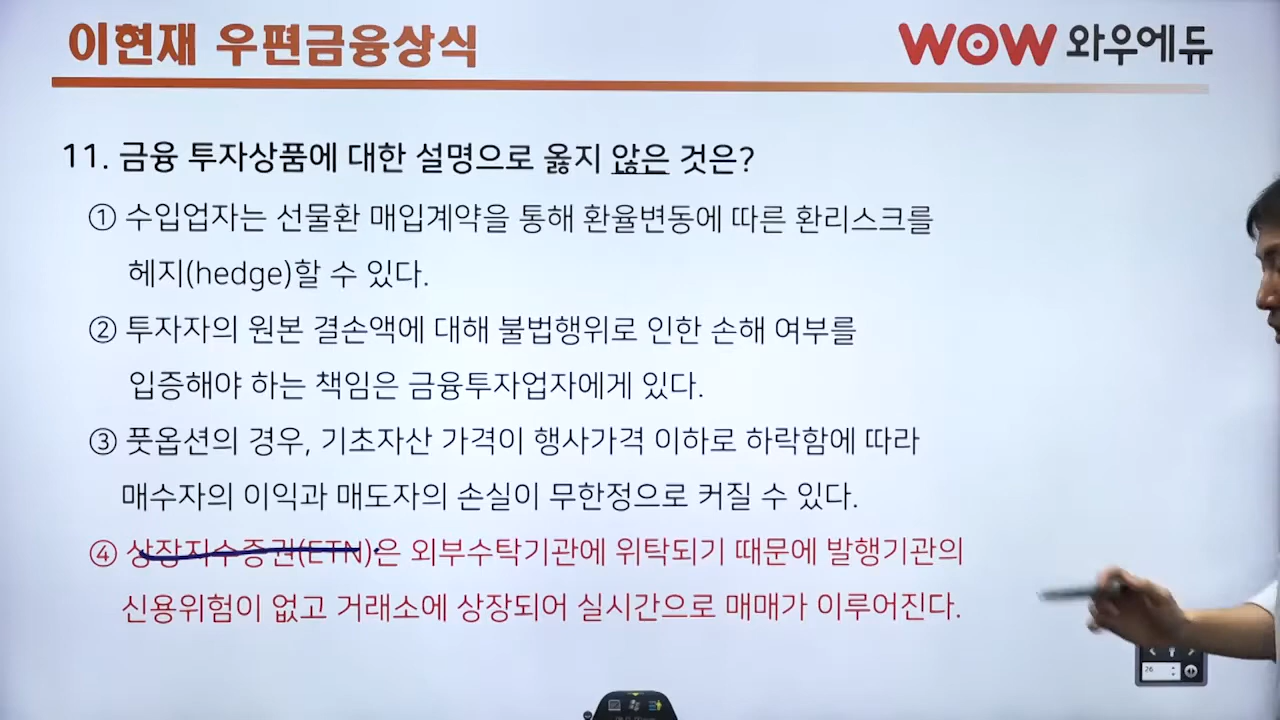 이현재 우편금융상식
WOW 와우에듀
11. 금융 투자상품에 대한 설명으로 옳지 않은 것은?
① 수입업자는 선물환 매입계약을 통해 환율변동에 따른 환리스크를
헤지(hedge)할 수 있다.
② 투자자의 원본 결손액에 대해 불법행위로 인한 손해 여부를
입증해야 하는 책임은 금융투자업자에게 있다.
③ 풋옵션의 경우, 기초자산 가격이 행사가격 이하로 하락함에 따라
매수자의 이익과 매도자의 손실이 무한정으로 커질 수 있다.
④ 상장지수증권(ETN)은 외부수탁기관에 위탁되기 때문에 발행기관의
신용위험이 없고 거래소에 상장되어 실시간으로 매매가 이루어진다.
26